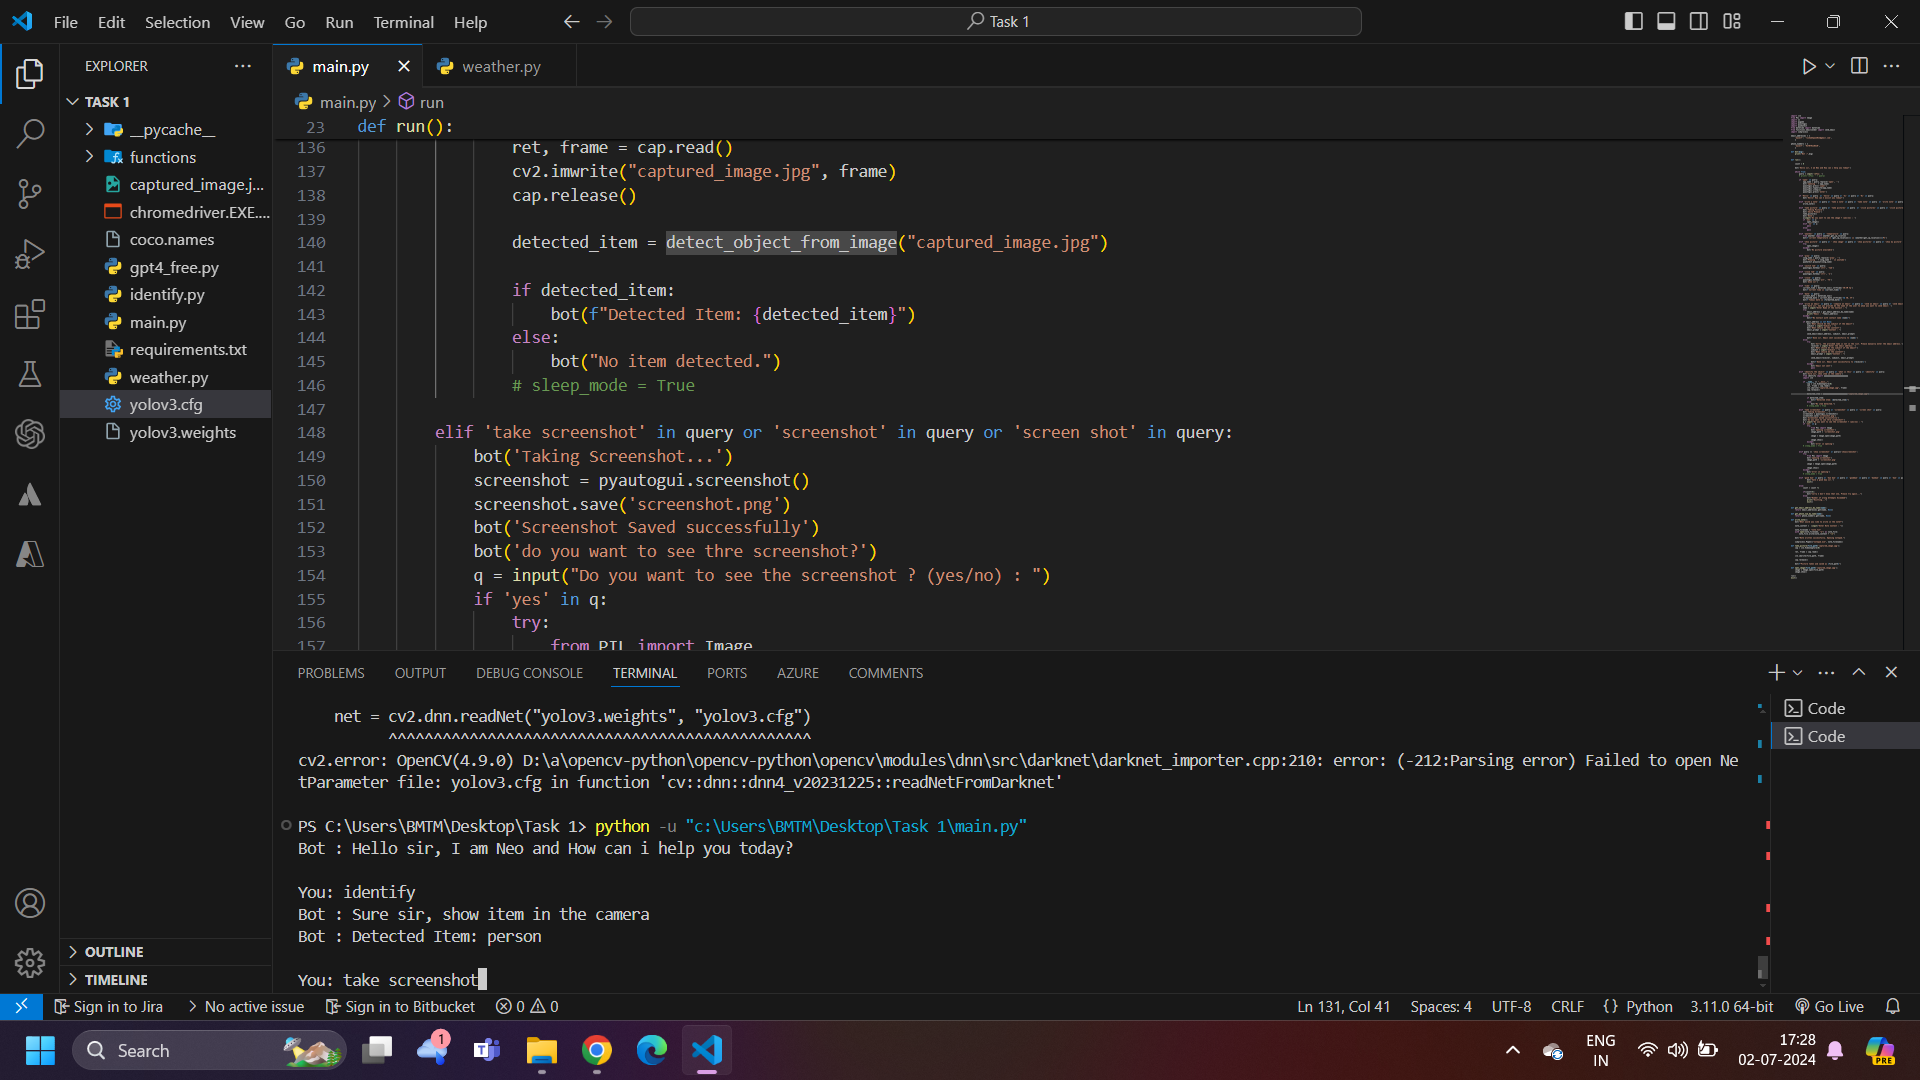 File Edit Selection View Go Run Terminal Help
Task 1
EXPLORER
TASK 1
__pycache__
functions
captured_image.j...
chromedriver.EXE....
coco.names
gpt4_free.py
identify.py
main.py
requirements.txt
weather.py
yolov3.cfg
yolov3.weights
OUTLINE
TIMELINE
main.py
weather.py
main.py > run
23 def run():
136 ret, frame = cap.read()
137 cv2.imwrite("captured_image.jpg", frame)
138 cap.release()
139
140 detected_item = detect_object_from_image("captured_image.jpg")
141
142 if detected_item:
143 bot(f"Detected Item: {detected_item}")
144 else:
145 bot("No item detected.")
146 # sleep_mode = True
147
148 elif 'take screenshot' in query or 'screenshot' in query or 'screen shot' in query:
149 bot('Taking Screenshot...')
150 screenshot = pyautogui.screenshot()
151 screenshot.save('screenshot.png')
152 bot('Screenshot Saved successfully')
153 bot('do you want to see thre screenshot?')
154 q = input("Do you want to see the screenshot ? (yes/no) : ")
155 if 'yes' in q:
156 try:
157 from PIL import Image
PROBLEMS OUTPUT DEBUG CONSOLE TERMINAL PORTS AZURE COMMENTS
net = cv2.dnn.readNet("yolov3.weights", "yolov3.cfg")
^^^^^^^^^^^^^^^^^^^^^^^^^^^^^^^^^^^^^^^^^^^^^
cv2.error: OpenCV(4.9.0) D:\a\opencv-python\opencv-python\opencv\modules\dnn\src\darknet\darknet_importer.cpp:210: error: (-212:Parsing error) Failed to open Ne
tParameter file: yolov3.cfg in function 'cv::dnn::dnn4_v20231225::readNetFromDarknet'
PS C:\Users\BMTM\Desktop\Task 1> python -u "c:\Users\BMTM\Desktop\Task 1\main.py"
Bot : Hello sir, I am Neo and How can i help you today?
You: identify
Bot : Sure sir, show item in the camera
Bot : Detected Item: person
You: take screenshot
Code
Code
Sign in to Jira No active issue Sign in to Bitbucket 0 0
Ln 131, Col 41 Spaces: 4 UTF-8 CRLF {} Python 3.11.0 64-bit Go Live
Search
1
ENG
IN
17:28
02-07-2024
PRE